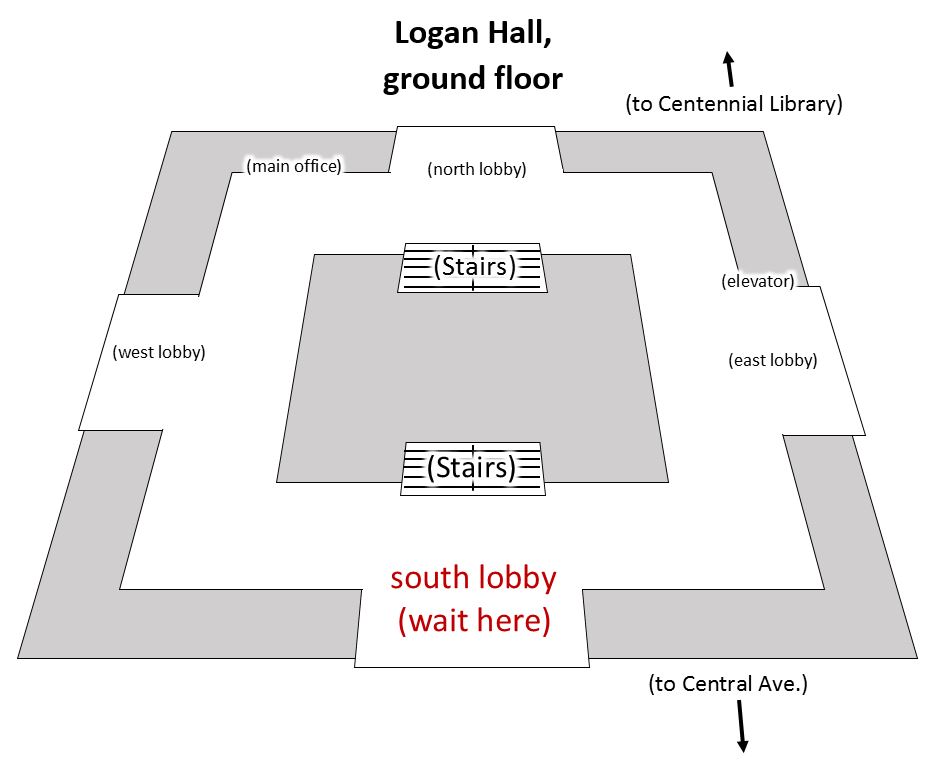 Logan Hall,
ground floor
(to Centennial Library)
(main office)
(north lobby)
(Stairs)
(elevator)
(west lobby)
(east lobby)
(Stairs)
south lobby
(wait here)
(to Central Ave.)